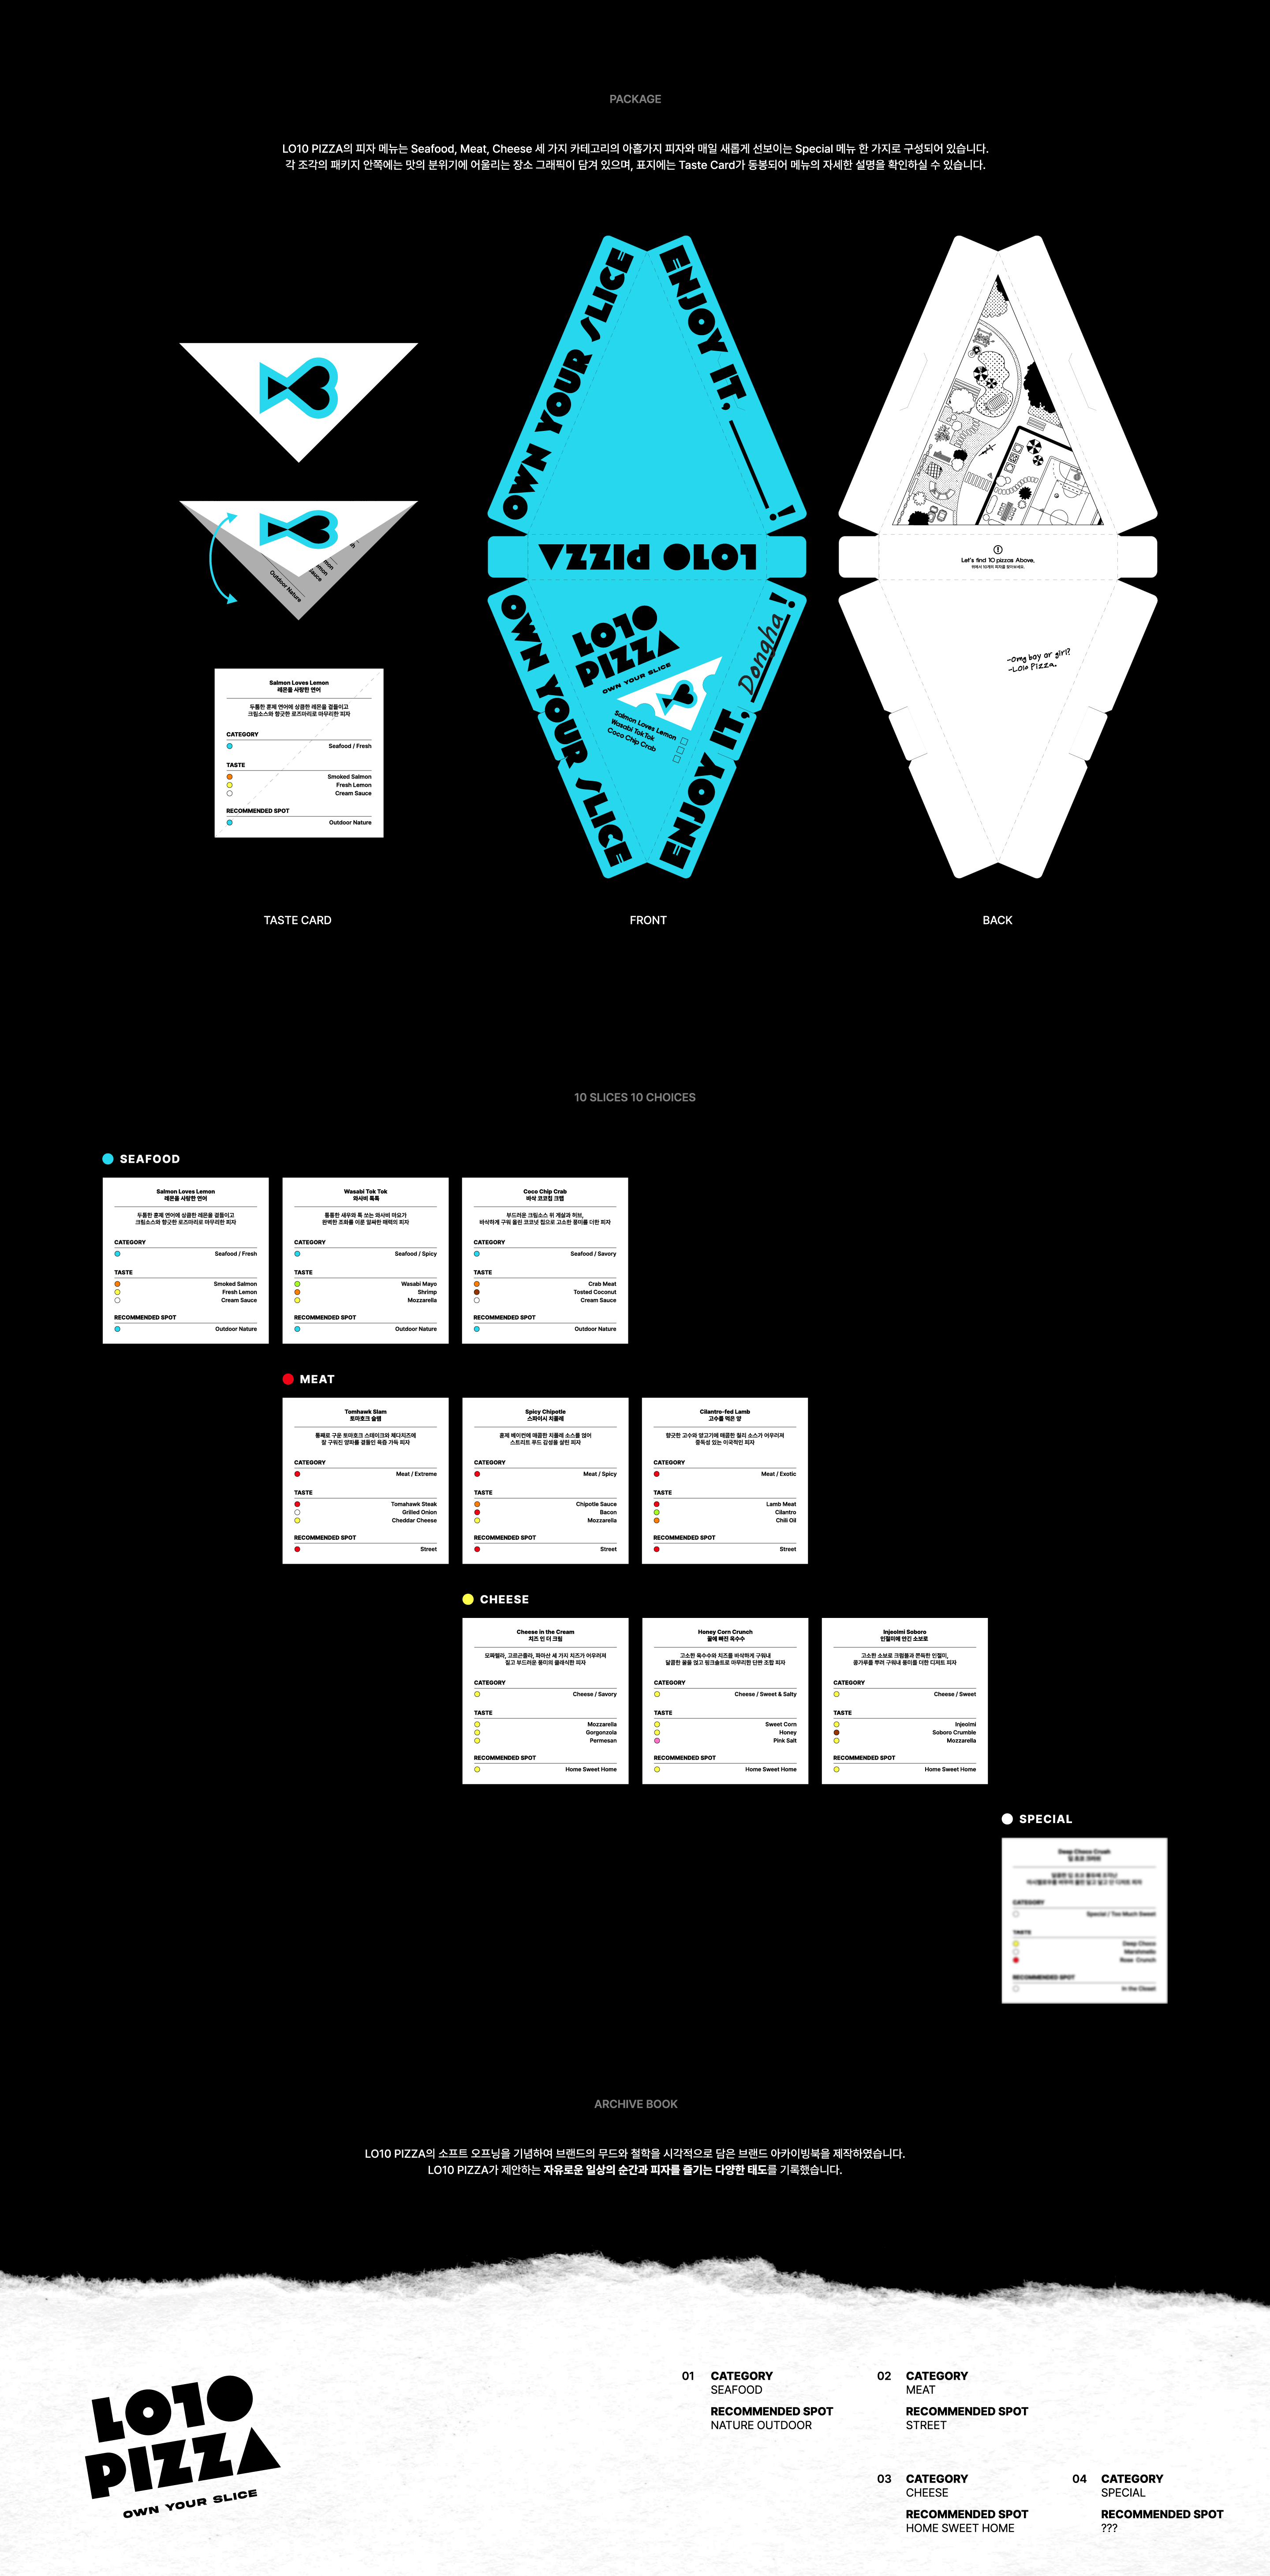 PACKAGE
LO10 PIZZA의 피자 메뉴는 Seafood, Meat, Cheese 세 가지 카테고리의 아홉가지 피자와 매일 새롭게 선보이는 Special 메뉴 한 가지로 구성되어 있습니다.
각 조각의 패키지 안쪽에는 맛의 분위기에 어울리는 장소 그래픽이 담겨 있으며, 표지에는 Taste Card가 동봉되어 메뉴의 자세한 설명을 확인하실 수 있습니다.
Outdoor Nature
Salmon Loves Lemon
레몬을 사랑한 연어
두툼한 훈제 연어에 상큼한 레몬을 곁들이고
크림소스와 향긋한 로즈마리로 마무리한 피자
CATEGORY
Seafood / Fresh
TASTE
Smoked Salmon
Fresh Lemon
Cream Sauce
RECOMMENDED SPOT
Outdoor Nature
TASTE CARD
OWN YOUR SLICE
ENJOY IT, !
LO10 PIZZA
OWN YOUR SLICE
LO10
PIZZA
OWN YOUR SLICE
Salmon Loves Lemon
Wasabi Tok Tok
Coco Chip Crab
ENJOY IT, Dongha!
FRONT
Let's find 10 pizzas Above.
위에서 10개의 피자를 찾아보세요.
-Omg boy or girl?
-LO10 Pizza.
BACK
10 SLICES 10 CHOICES
SEAFOOD
Salmon Loves Lemon
레몬을 사랑한 연어
두툼한 훈제 연어에 상큼한 레몬을 곁들이고
크림소스와 향긋한 로즈마리로 마무리한 피자
CATEGORY
Seafood / Fresh
TASTE
Smoked Salmon
Fresh Lemon
Cream Sauce
RECOMMENDED SPOT
Outdoor Nature
Wasabi Tok Tok
와사비 톡톡
통통한 새우와 톡 쏘는 와사비 마요가
완벽한 조화를 이룬 알싸한 매력의 피자
CATEGORY
Seafood / Spicy
TASTE
Wasabi Mayo
Shrimp
Mozzarella
RECOMMENDED SPOT
Outdoor Nature
Coco Chip Crab
바삭 코코칩 크랩
부드러운 크림소스 위 게살과 허브,
바삭하게 구워 올린 코코넛 칩으로 고소한 풍미를 더한 피자
CATEGORY
Seafood / Savory
TASTE
Crab Meat
Tosted Coconut
Cream Sauce
RECOMMENDED SPOT
Outdoor Nature
MEAT
Tomhawk Slam
토마호크 슬램
통째로 구운 토마호크 스테이크와 체다치즈에
잘 구워진 양파를 곁들인 육즙 가득 피자
CATEGORY
Meat / Extreme
TASTE
Tomahawk Steak
Grilled Onion
Cheddar Cheese
RECOMMENDED SPOT
Street
Spicy Chipotle
스파이시 치폴레
훈제 베이컨에 매콤한 치폴레 소스를 얹어
스트리트 푸드 감성을 살린 피자
CATEGORY
Meat / Spicy
TASTE
Chipotle Sauce
Bacon
Mozzarella
RECOMMENDED SPOT
Street
Cilantro-fed Lamb
고수를 먹은 양
향긋한 고수와 양고기에 매콤한 칠리 소스가 어우러져
중독성 있는 이국적인 피자
CATEGORY
Meat / Exotic
TASTE
Lamb Meat
Cilantro
Chili Oil
RECOMMENDED SPOT
Street
CHEESE
Cheese in the Cream
치즈 인 더 크림
모짜렐라, 고르곤졸라, 파마산 세 가지 치즈가 어우러져
짙고 부드러운 풍미의 클래식한 피자
CATEGORY
Cheese / Savory
TASTE
Mozzarella
Gorgonzola
Permesan
RECOMMENDED SPOT
Home Sweet Home
Honey Corn Crunch
꿀에 빠진 옥수수
고소한 옥수수와 치즈를 바삭하게 구워내
달콤한 꿀을 얹고 핑크솔트로 마무리한 단짠 조합 피자
CATEGORY
Cheese / Sweet & Salty
TASTE
Sweet Corn
Honey
Pink Salt
RECOMMENDED SPOT
Home Sweet Home
Injeolmi Soboro
인절미에 안긴 소보로
고소한 소보로 크럼블과 쫀득한 인절미,
콩가루를 뿌려 구워내 풍미를 더한 디저트 피자
CATEGORY
Cheese / Sweet
TASTE
Injeolmi
Soboro Crumble
Mozzarella
RECOMMENDED SPOT
Home Sweet Home
SPECIAL
Deep Choco Crush
CATEGORY
Special / Too Much Sweet
TASTE
Deep Choco
Marshmello
Rose Crunch
RECOMMENDED SPOT
In the Closet
ARCHIVE BOOK
LO10 PIZZA의 소프트 오프닝을 기념하여 브랜드의 무드와 철학을 시각적으로 담은 브랜드 아카이빙북을 제작하였습니다.
LO10 PIZZA가 제안하는 자유로운 일상의 순간과 피자를 즐기는 다양한 태도를 기록했습니다.
LO10
PIZZA
OWN YOUR SLICE
01 CATEGORY
SEAFOOD
RECOMMENDED SPOT
NATURE OUTDOOR
02 CATEGORY
MEAT
RECOMMENDED SPOT
STREET
03 CATEGORY
CHEESE
RECOMMENDED SPOT
HOME SWEET HOME
04 CATEGORY
SPECIAL
RECOMMENDED SPOT
???